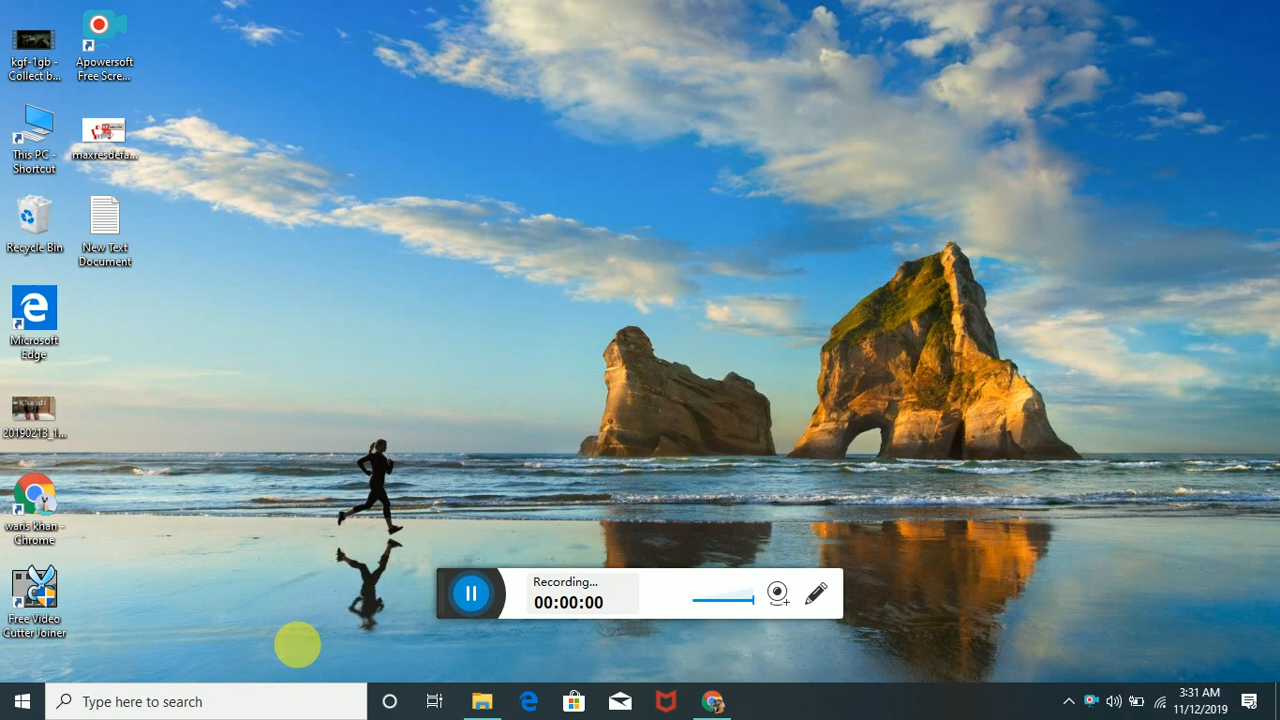 kgf-1gb -
Collect b...
Apowersoft
Free Scre...
This PC -
Shortcut
maxresdefa...
Recycle Bin
New Text
Document
Microsoft
Edge
20190213_1...
waris khan -
Chrome
Free Video
Cutter Joiner
Recording...
00:00:00
Type here to search
3:31 AM
11/12/2019